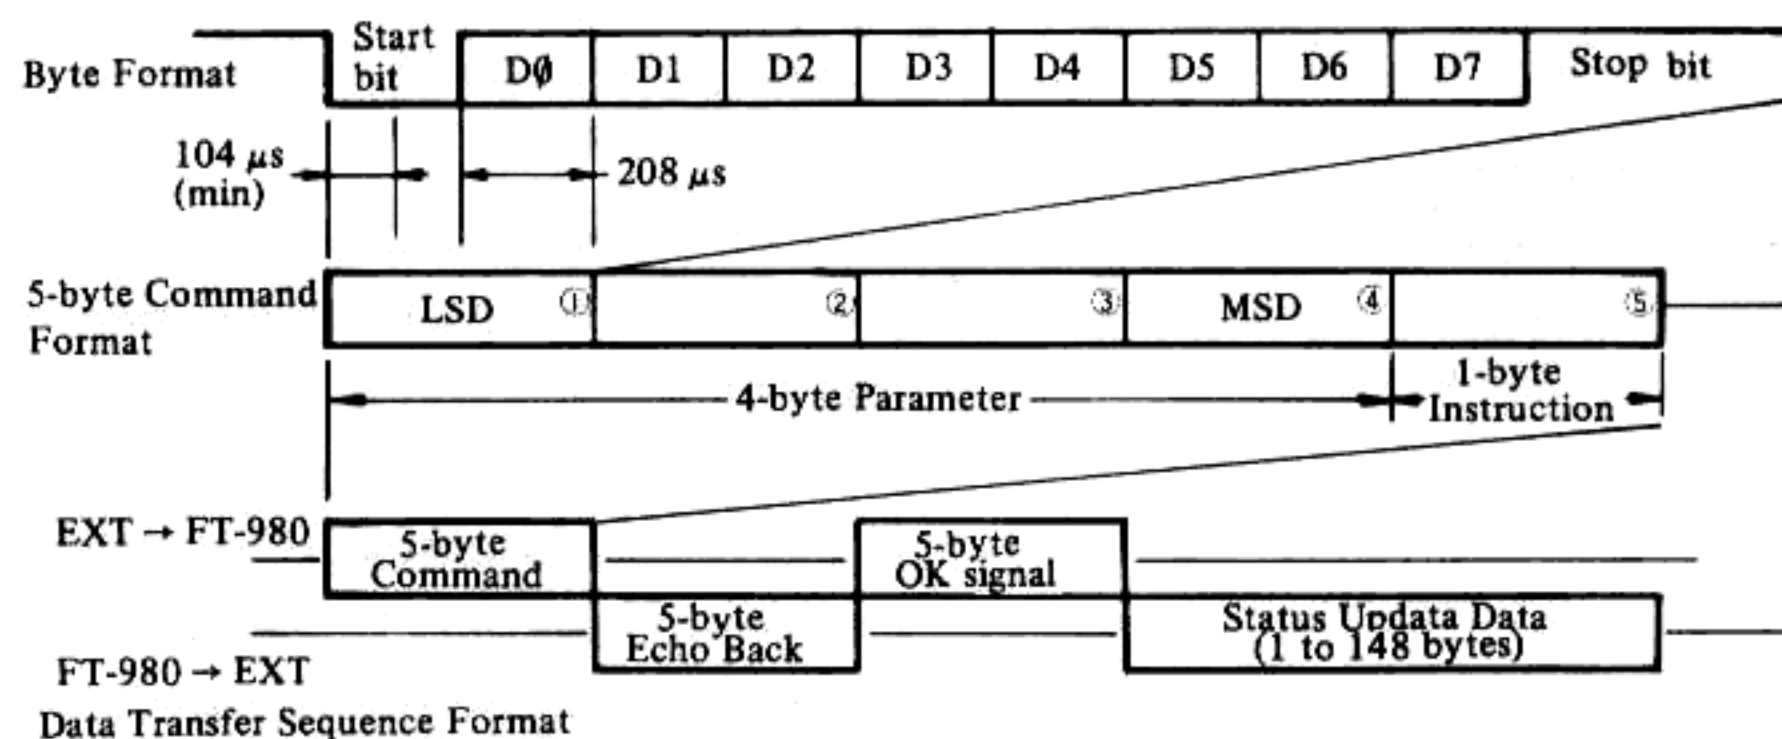 Byte Format
Start
bit
DØ D1 D2 D3 D4 D5 D6 D7 Stop bit
104 μs
(min)
208 μs
5-byte Command
Format
LSD ① ② ③ MSD ④ ⑤
4-byte Parameter
1-byte
Instruction
EXT → FT-980
5-byte
Command
5-byte
OK signal
5-byte
Echo Back
Status Updata Data
(1 to 148 bytes)
FT-980 → EXT
Data Transfer Sequence Format